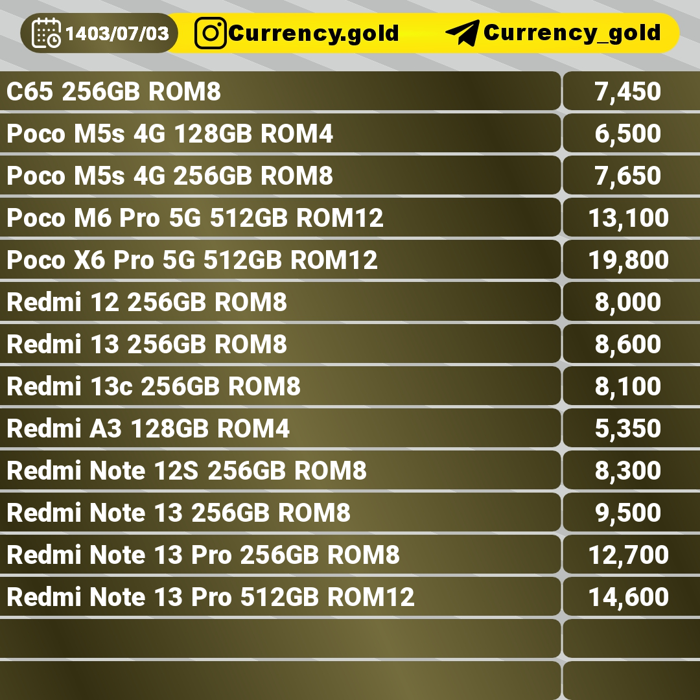 1403/07/03 Currency.gold Currency_gold
C65 256GB ROM8 7,450
Poco M5s 4G 128GB ROM4 6,500
Poco M5s 4G 256GB ROM8 7,650
Poco M6 Pro 5G 512GB ROM12 13,100
Poco X6 Pro 5G 512GB ROM12 19,800
Redmi 12 256GB ROM8 8,000
Redmi 13 256GB ROM8 8,600
Redmi 13c 256GB ROM8 8,100
Redmi A3 128GB ROM4 5,350
Redmi Note 12S 256GB ROM8 8,300
Redmi Note 13 256GB ROM8 9,500
Redmi Note 13 Pro 256GB ROM8 12,700
Redmi Note 13 Pro 512GB ROM12 14,600